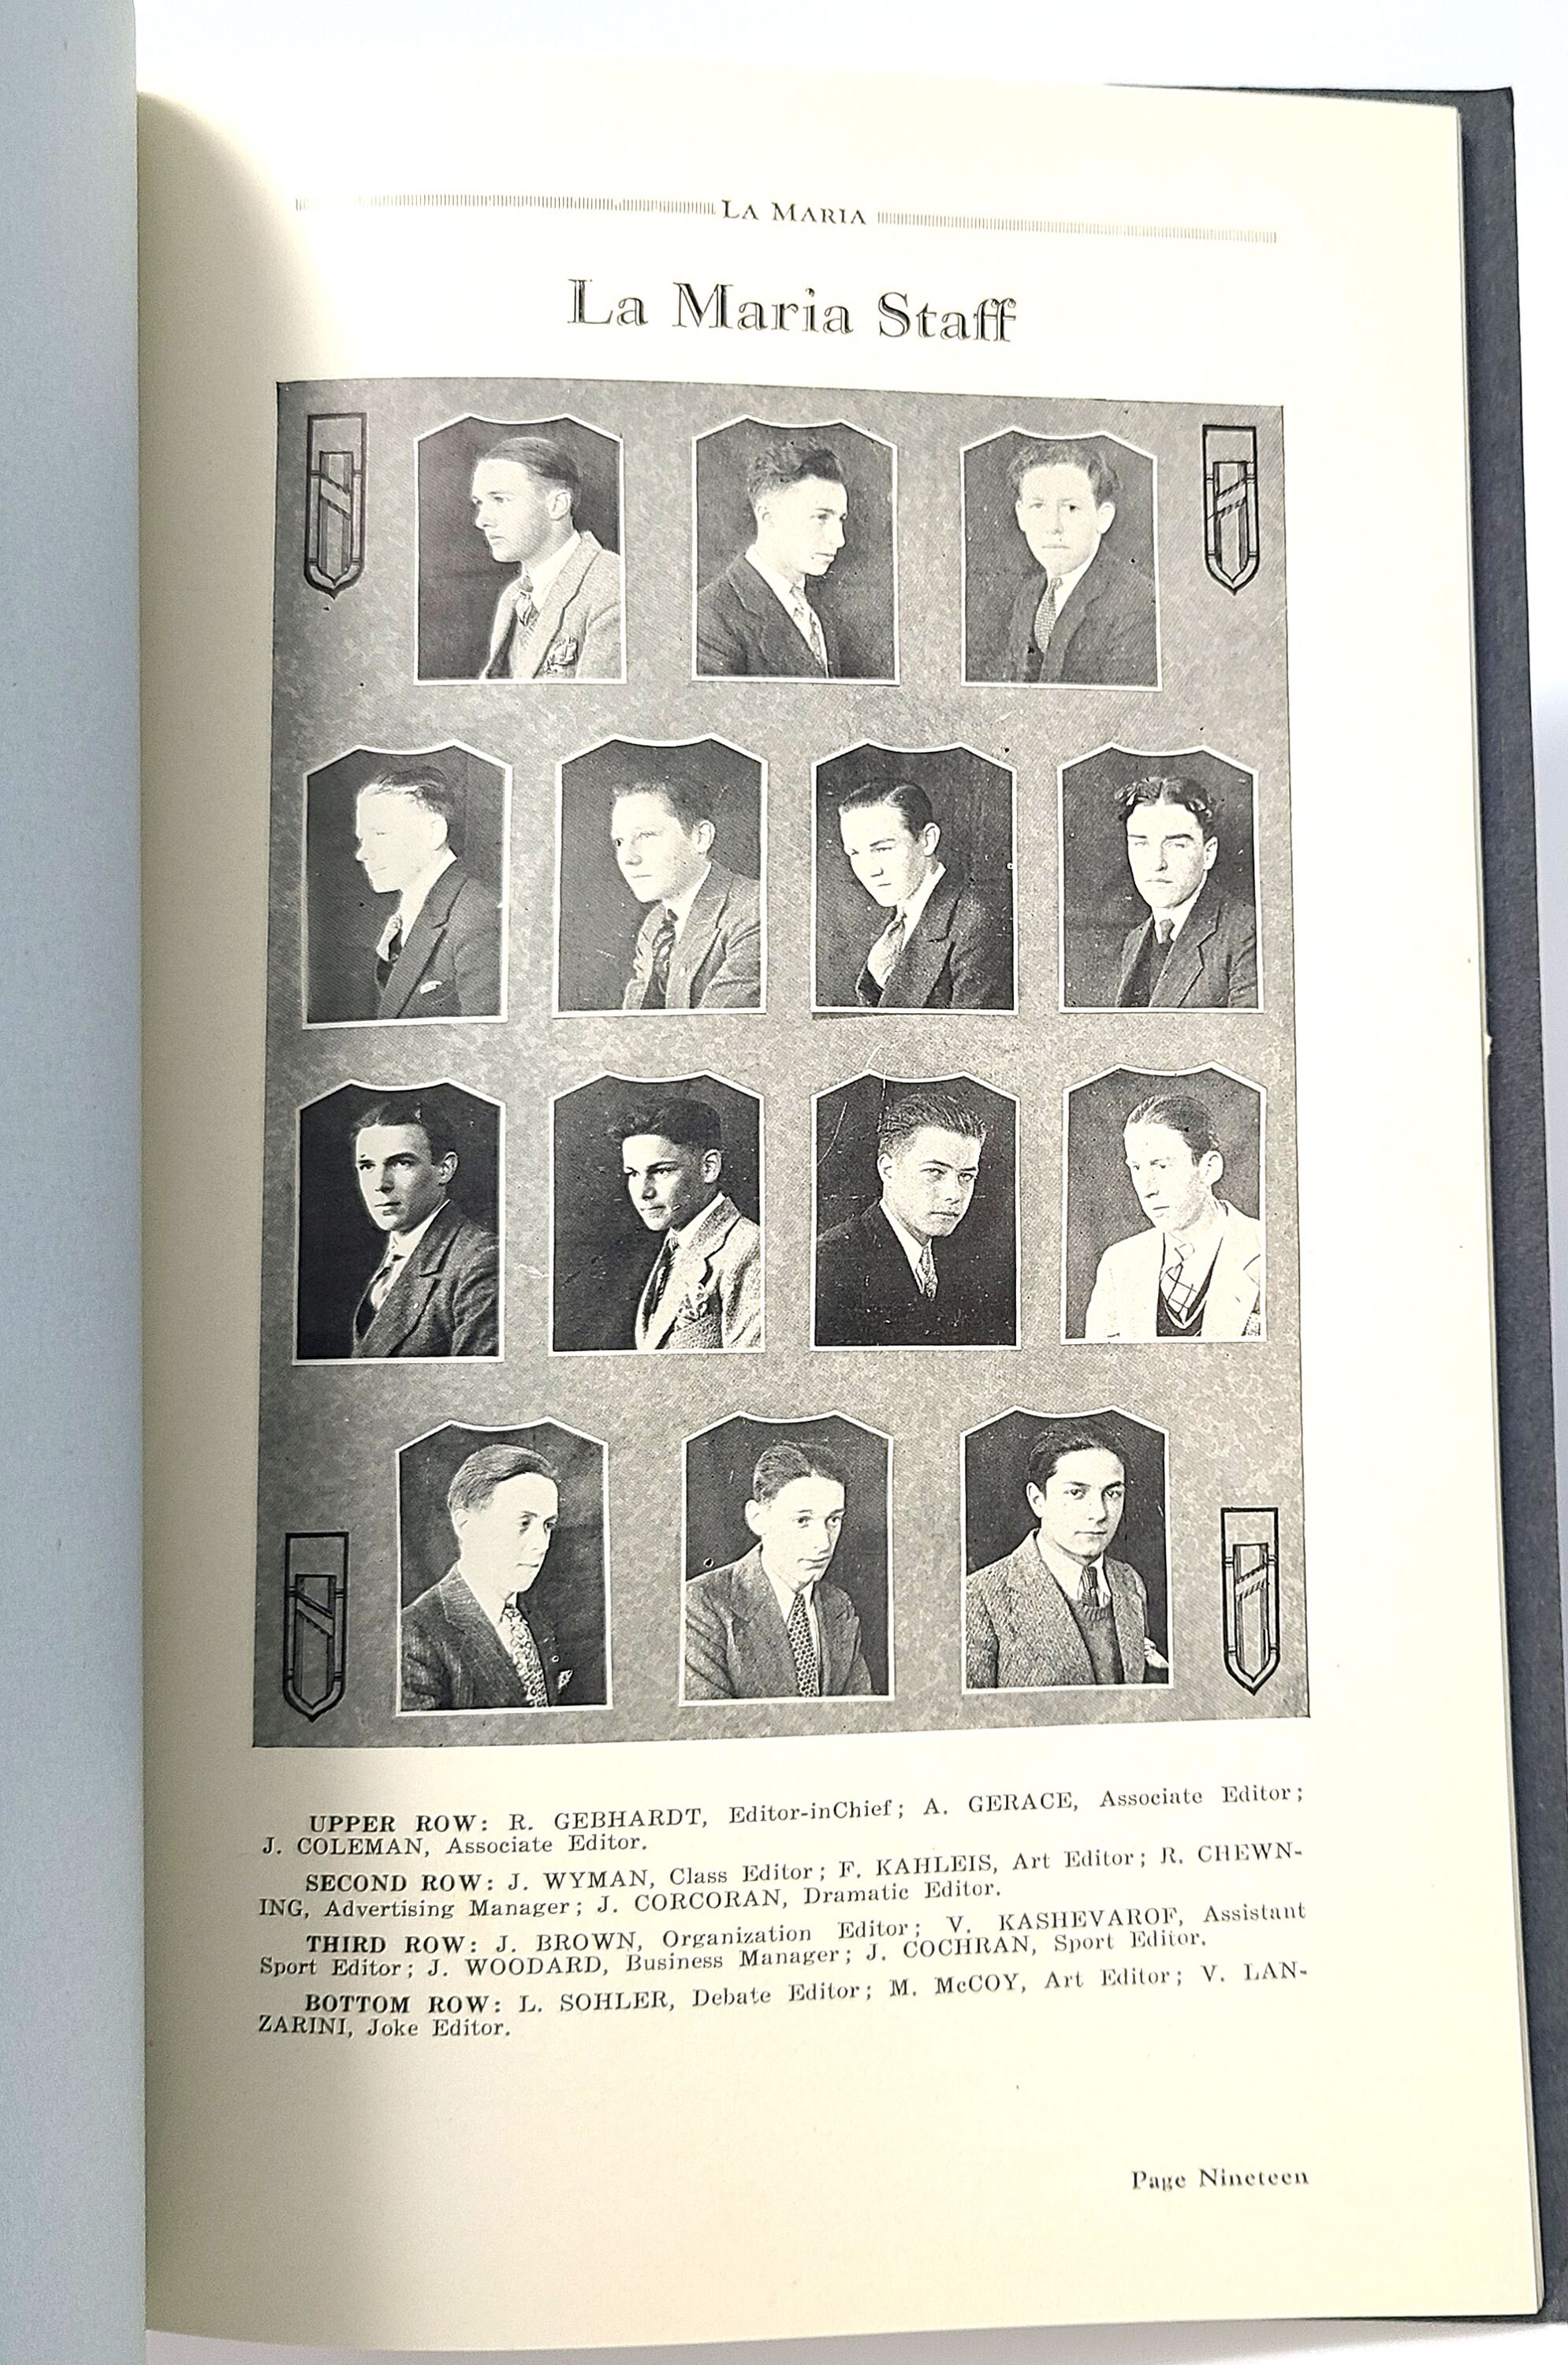 LA MARIA
La Maria Staff
UPPER ROW: R. GEBHARDT, Editor-inChief; A. GERACE, Associate Editor;
J. COLEMAN, Associate Editor.
SECOND ROW: J. WYMAN, Class Editor; F. KAHLEIS, Art Editor; R. CHEWN-
ING, Advertising Manager; J. CORCORAN, Dramatic Editor.
THIRD ROW: J. BROWN, Organization Editor; V. KASHEVAROF, Assistant
Sport Editor; J. WOODARD, Business Manager; J. COCHRAN, Sport Editor.
BOTTOM ROW: L. SOHLER, Debate Editor; M. McCOY, Art Editor; V. LAN-
ZARINI, Joke Editor.
Page Nineteen